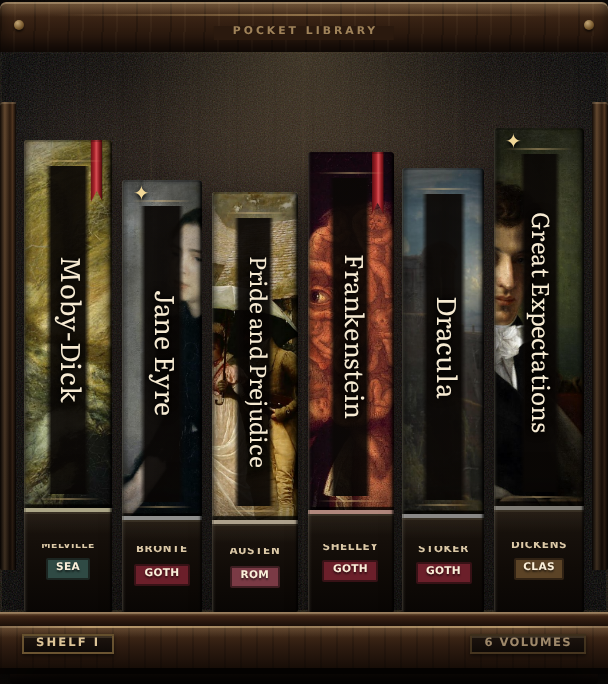 POCKET LIBRARY
Moby-Dick
Jane Eyre
Pride and Prejudice
Frankenstein
Dracula
Great Expectations
MELVILLE
BRONTE
AUSTEN
SHELLEY
STOKER
DICKENS
SEA
GOTH
ROM
GOTH
GOTH
CLAS
SHELF I
6 VOLUMES